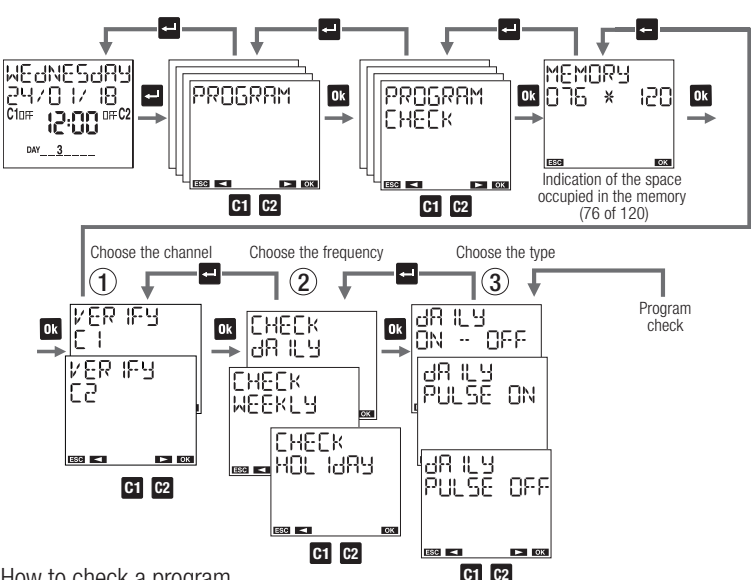 WEdNESdAY
24/01/ 18
C1 OFF 12:00 OFF C2
DAY _ _ 3 _ _ _ _
PROGRAM
ESC ◄ ► OK
C1 C2
Ok
PROGRAM
CHECK
ESC ◄ ► OK
C1 C2
Ok
MEMORY
076 * 120
ESC OK
Ok
Indication of the space
occupied in the memory
(76 of 120)
Choose the channel
1
Ok
VERIFY
C1
VERIFY
C2
ESC ◄ ► OK
C1 C2
Choose the frequency
2
Ok
CHECK
dAILY
OK
CHECK
WEEKLY
ESC ◄
CHECK
HOLIdAY
ESC ◄ OK
C1 C2
Choose the type
3
Ok
dAILY
ON -- OFF
dAILY
PULSE ON
dAILY
PULSE OFF
ESC ◄ ► OK
C1 C2
Program
check
How to check a program